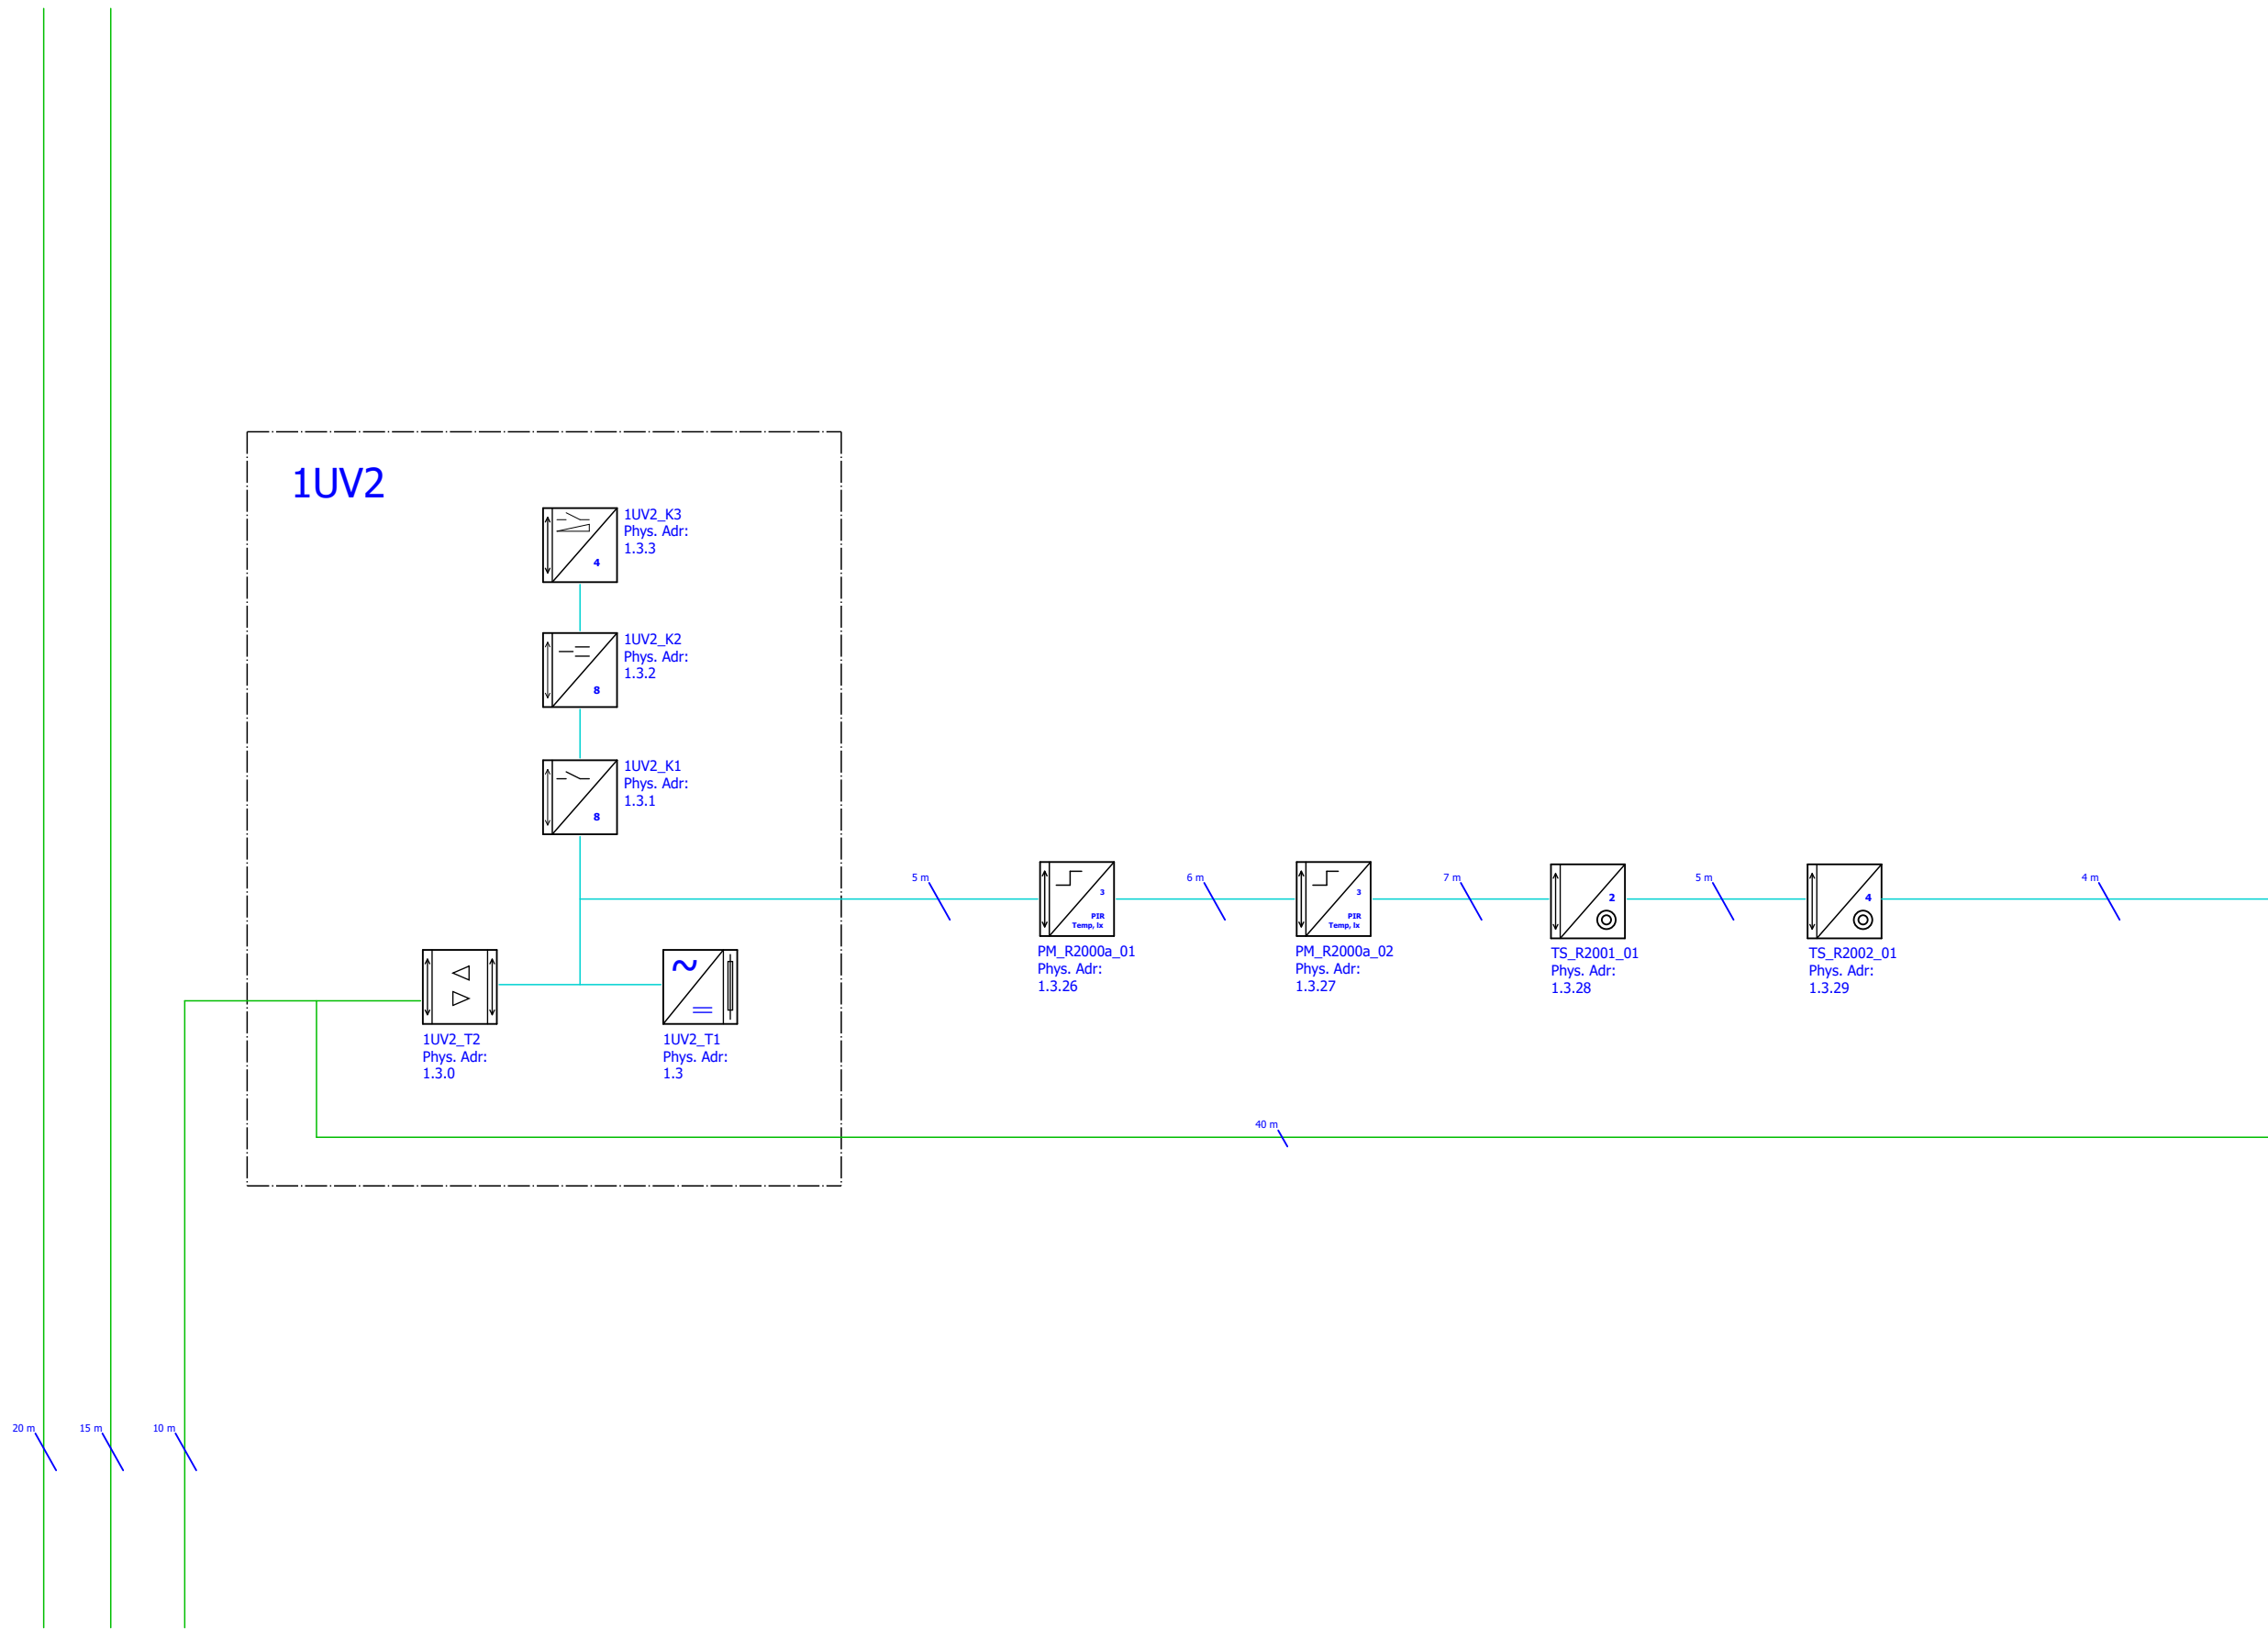 1UV2
1UV2_K3
Phys. Adr:
1.3.3
4
1UV2_K2
Phys. Adr:
1.3.2
8
1UV2_K1
Phys. Adr:
1.3.1
8
5 m
6 m
7 m
5 m
4 m
3
PIR
Temp, lx
PM_R2000a_01
Phys. Adr:
1.3.26
3
PIR
Temp, lx
PM_R2000a_02
Phys. Adr:
1.3.27
2
TS_R2001_01
Phys. Adr:
1.3.28
4
TS_R2002_01
Phys. Adr:
1.3.29
1UV2_T2
Phys. Adr:
1.3.0
1UV2_T1
Phys. Adr:
1.3
40 m
20 m
15 m
10 m